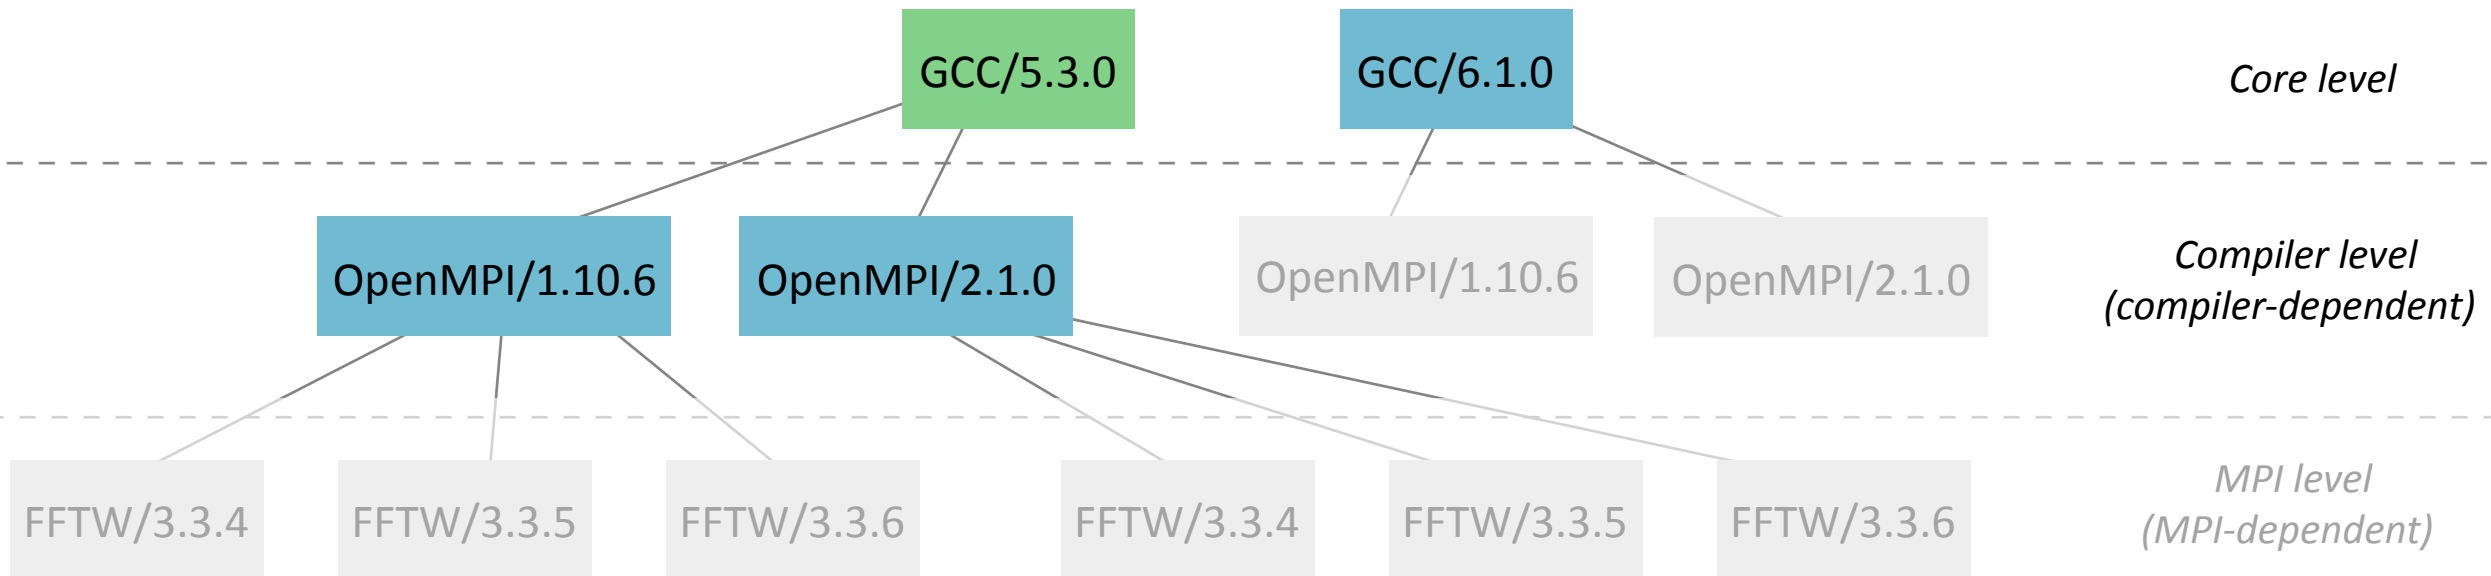 GCC/5.3.0
GCC/6.1.0
Core level
OpenMPI/1.10.6
OpenMPI/2.1.0
OpenMPI/1.10.6
OpenMPI/2.1.0
Compiler level
(compiler-dependent)
FFTW/3.3.4
FFTW/3.3.5
FFTW/3.3.6
FFTW/3.3.4
FFTW/3.3.5
FFTW/3.3.6
MPI level
(MPI-dependent)